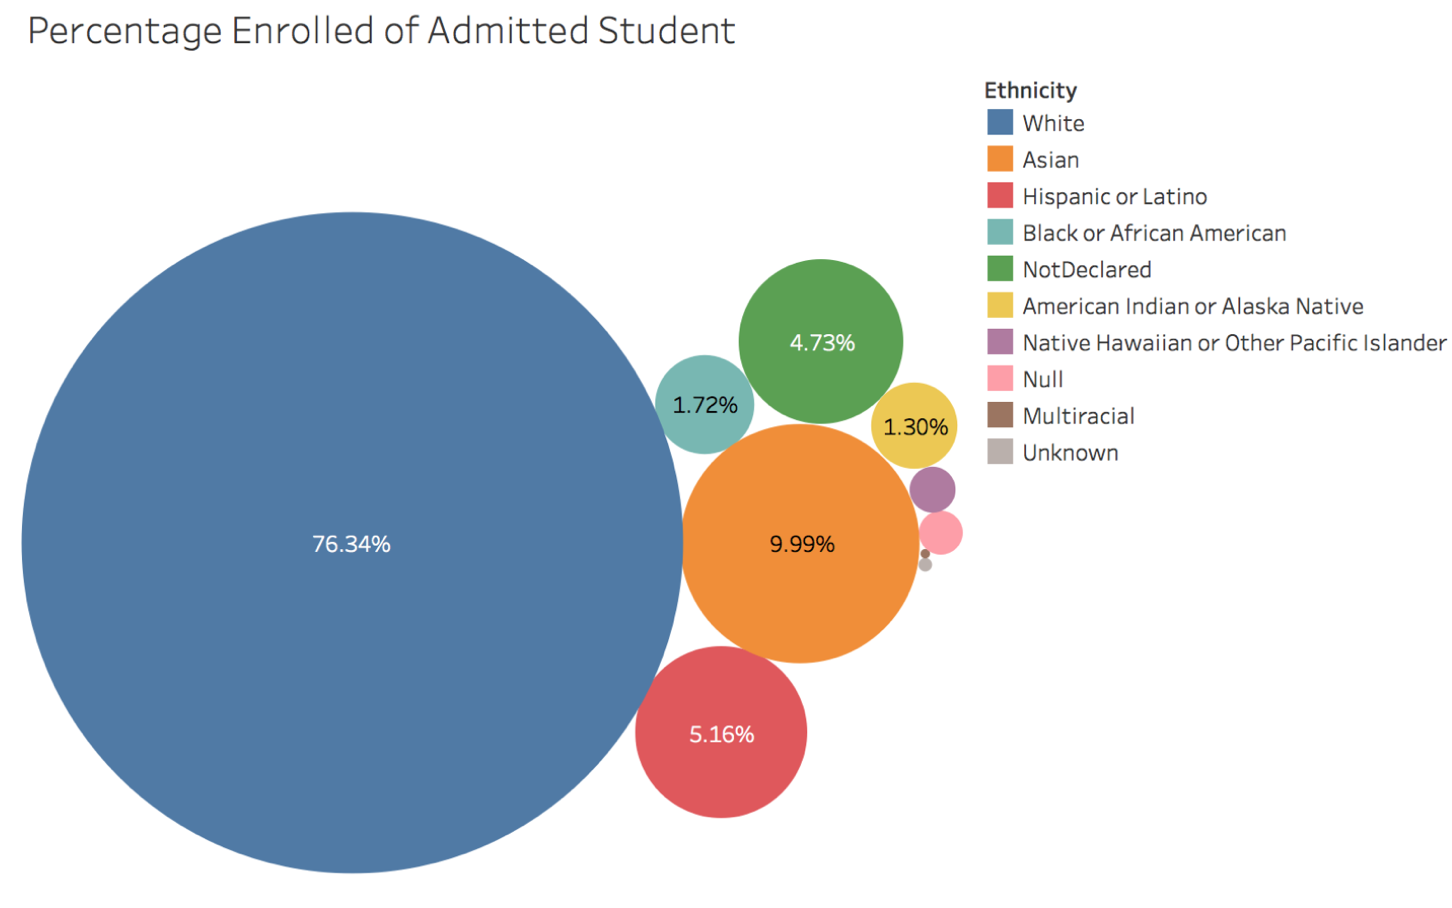 Percentage Enrolled of Admitted Student
Ethnicity
White
Asian
Hispanic or Latino
Black or African American
NotDeclared
American Indian or Alaska Native
Native Hawaiian or Other Pacific Islander
Null
Multiracial
Unknown
4.73%
1.72%
1.30%
76.34%
9.99%
5.16%